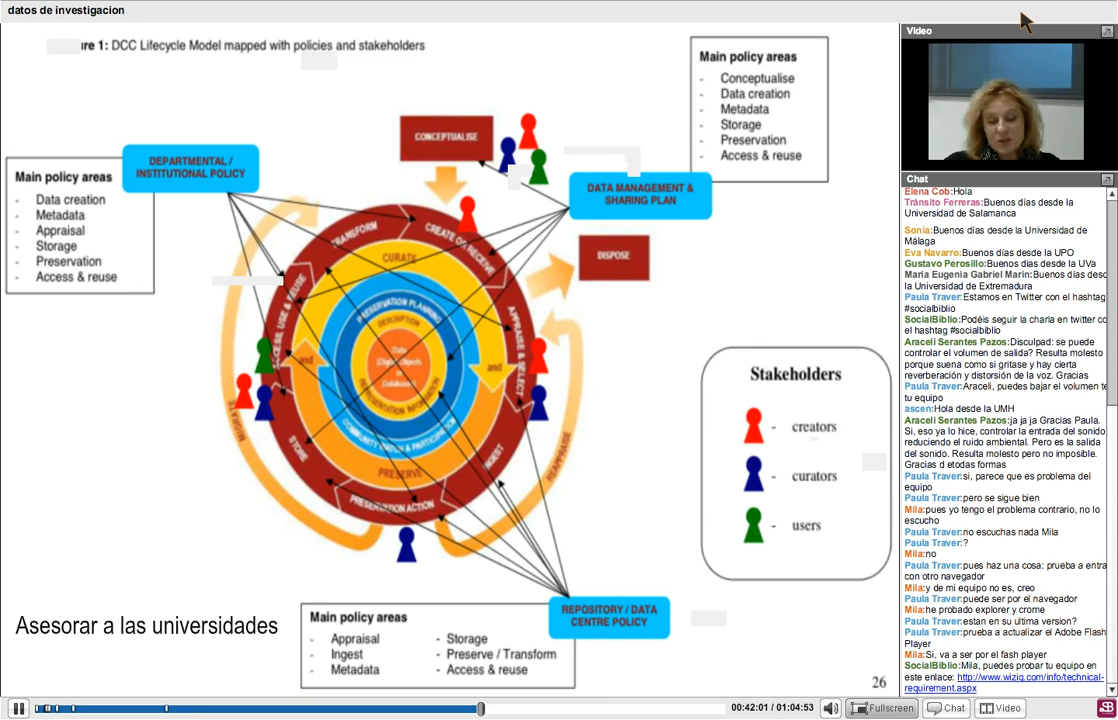 datos de investigacion
ure 1: DCC Lifecycle Model mapped with policies and stakeholders
Main policy areas
- Conceptualise
- Data creation
- Metadata
- Storage
- Preservation
- Access & reuse
DEPARTMENTAL /
INSTITUTIONAL POLICY
Main policy areas
- Data creation
- Metadata
- Appraisal
- Storage
- Preservation
- Access & reuse
CONCEPTUALISE
DATA MANAGEMENT &
SHARING PLAN
DISPOSE
TRANSFORM
CREATE OR RECEIVE
CURATE
ACCESS, USE & REUSE
PRESERVATION PLANNING
DESCRIPTION
APPRAISE & SELECT
Data
(Digital Objects
or
Databases)
and
and
REPRESENTATION INFORMATION
COMMUNITY WATCH & PARTICIPATION
MIGRATE
STORE
PRESERVE
INGEST
REAPPRAISE
PRESERVATION ACTION
Stakeholders
- creators
- curators
- users
REPOSITORY / DATA
CENTRE POLICY
Main policy areas
- Appraisal - Storage
- Ingest - Preserve / Transform
- Metadata - Access & reuse
Asesorar a las universidades
26
Video
Chat
Elena Cob:Hola
Tránsito Ferreras:Buenos días desde la
Universidad de Salamanca
Sonia:Buenos días desde la Universidad de
Málaga
Eva Navarro:Buenos días desde la UPO
Gustavo Perosillo:Buenos dias desde la UVa
Maria Eugenia Gabriel Marin:Buenos días desd
la Universidad de Extremadura
Paula Traver:Estamos en Twitter con el hashtag
#socialbiblio
SocialBiblio:Podéis seguir la charla en twitter co
el hashtag #socialbiblio
Araceli Serantes Pazos:Disculpad: se puede
controlar el volumen de salida? Resulta molesto
porque suena como si gritase y hay cierta
reverberación y distorsión de la voz. Gracias
Paula Traver:Araceli, puedes bajar el volumen te
tu equipo
ascen:Hola desde la UMH
Araceli Serantes Pazos:ja ja ja Gracias Paula.
Si, eso ya lo hice, controlar la entrada del sonido
reduciendo el ruido ambiental. Pero es la salida
del sonido. Resulta molesto pero no imposible.
Gracias d etodas formas
Paula Traver:si, parece que es problema del
equipo
Paula Traver:pero se sigue bien
Mila:pues yo tengo el problema contrario, no lo
escucho
Paula Traver:no escuchas nada Mila
Paula Traver:?
Mila:no
Paula Traver:pues haz una cosa: prueba a entra
con otro navegador
Mila:y de mi equipo no es, creo
Paula Traver:puede ser por el navegador
Mila:he probado explorer y crome
Paula Traver:estan en su ultima version?
Paula Traver:prueba a actualizar el Adobe Flash
Player
Mila:Si, va a ser por el fash player
SocialBiblio:Mila, puedes probar tu equipo en
este enlace: http://www.wiziq.com/info/technical-
requirement.aspx
00:42:01 / 01:04:53
Fullscreen
Chat
Video